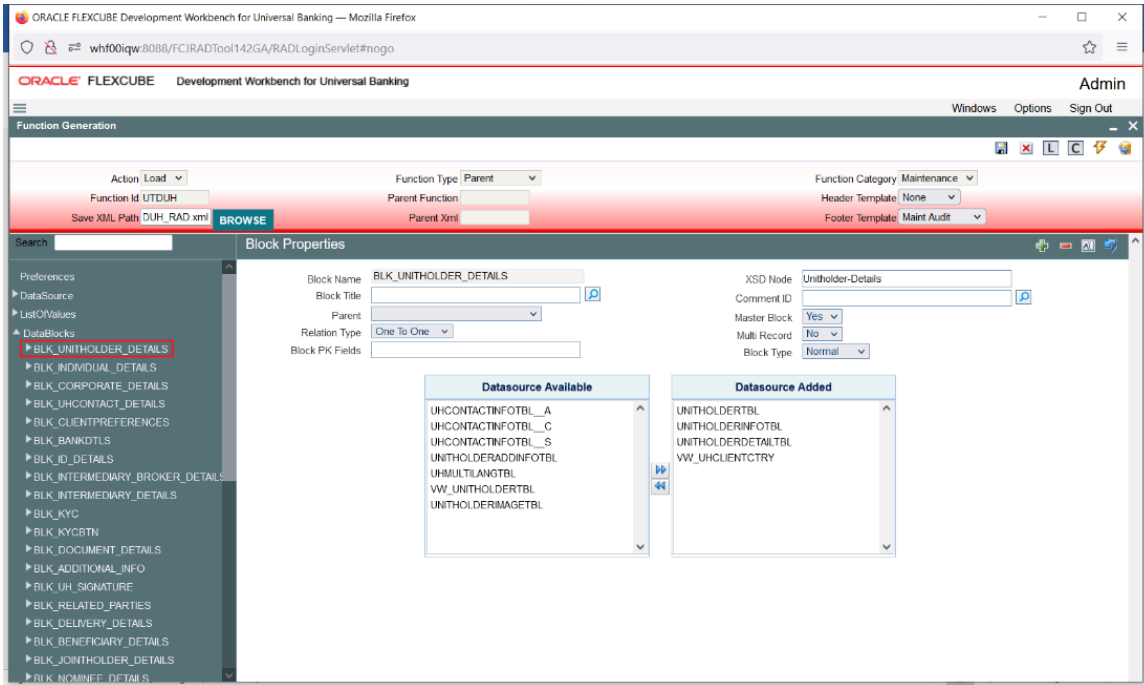 ORACLE FLEXCUBE Development Workbench for Universal Banking — Mozilla Firefox
whf00iqw:8088/FCJRADTool142GA/RADLoginServlet#nogo
ORACLE FLEXCUBE Development Workbench for Universal Banking Admin
Windows Options Sign Out
Function Generation
L C
Action Load Function Type Parent Function Category Maintenance
Function Id UTDUH Parent Function Header Template None
Save XML Path DUH_RAD.xml BROWSE Parent Xml Footer Template Maint Audit
Search Block Properties
Preferences
DataSource
ListOfValues
DataBlocks
BLK_UNITHOLDER_DETAILS
BLK_INDIVIDUAL_DETAILS
BLK_CORPORATE_DETAILS
BLK_UHCONTACT_DETAILS
BLK_CLIENTPREFERENCES
BLK_BANKDTLS
BLK_ID_DETAILS
BLK_INTERMEDIARY_BROKER_DETAILS
BLK_INTERMEDIARY_DETAILS
BLK_KYC
BLK_KYCBTN
BLK_DOCUMENT_DETAILS
BLK_ADDITIONAL_INFO
BLK_UH_SIGNATURE
BLK_RELATED_PARTIES
BLK_DELIVERY_DETAILS
BLK_BENEFICIARY_DETAILS
BLK_JOINTHOLDER_DETAILS
BLK_NOMINEE_DETAILS
Block Name BLK_UNITHOLDER_DETAILS XSD Node Unitholder-Details
Block Title Comment ID
Parent Master Block Yes
Relation Type One To One Multi Record No
Block PK Fields Block Type Normal
Datasource Available
UHCONTACTINFOTBL__A
UHCONTACTINFOTBL__C
UHCONTACTINFOTBL__S
UNITHOLDERADDINFOTBL
UHMULTILANGTBL
VW_UNITHOLDERTBL
UNITHOLDERIMAGETBL
Datasource Added
UNITHOLDERTBL
UNITHOLDERINFOTBL
UNITHOLDERDETAILTBL
VW_UHCLIENTCTRY